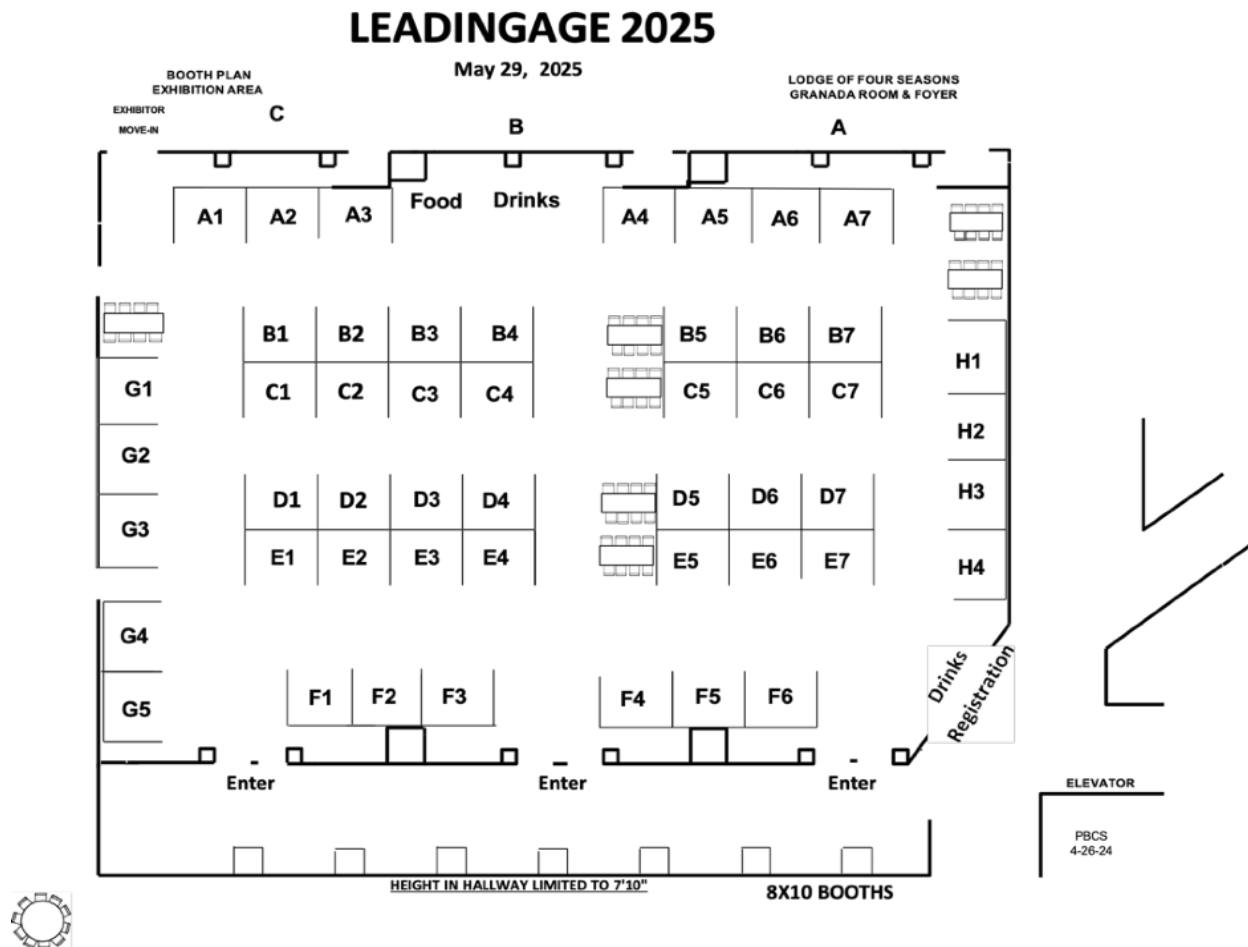 LEADINGAGE 2025
May 29, 2025
BOOTH PLAN
EXHIBITION AREA
LODGE OF FOUR SEASONS
GRANADA ROOM & FOYER
EXHIBITOR
MOVE-IN
C
B
A
Food Drinks
A1 A2 A3 A4 A5 A6 A7
B1 B2 B3 B4 B5 B6 B7
C1 C2 C3 C4 C5 C6 C7
D1 D2 D3 D4 D5 D6 D7
E1 E2 E3 E4 E5 E6 E7
F1 F2 F3 F4 F5 F6
G1
G2
G3
G4
G5
H1
H2
H3
H4
Drinks
Registration
Enter Enter Enter
ELEVATOR
PBCS
4-26-24
HEIGHT IN HALLWAY LIMITED TO 7'10"
8X10 BOOTHS